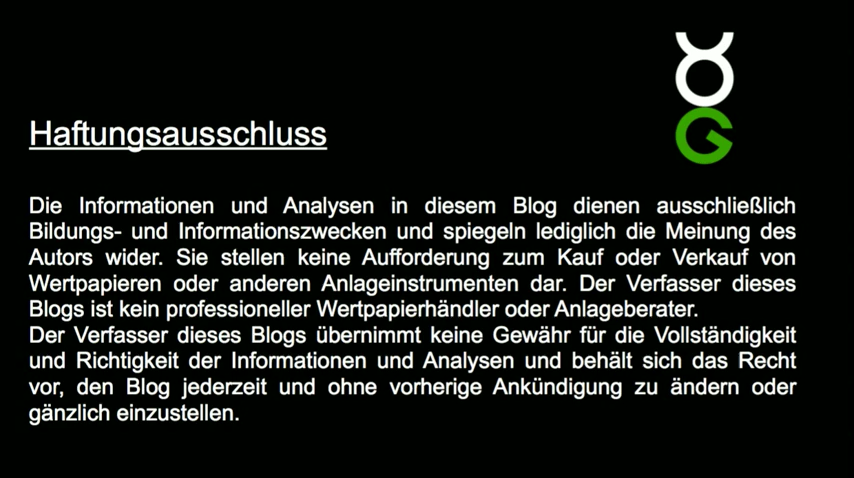 Haftungsausschluss
Die Informationen und Analysen in diesem Blog dienen ausschließlich
Bildungs- und Informationszwecken und spiegeln lediglich die Meinung des
Autors wider. Sie stellen keine Aufforderung zum Kauf oder Verkauf von
Wertpapieren oder anderen Anlageinstrumenten dar. Der Verfasser dieses
Blogs ist kein professioneller Wertpapierhändler oder Anlageberater.
Der Verfasser dieses Blogs übernimmt keine Gewähr für die Vollständigkeit
und Richtigkeit der Informationen und Analysen und behält sich das Recht
vor, den Blog jederzeit und ohne vorherige Ankündigung zu ändern oder
gänzlich einzustellen.